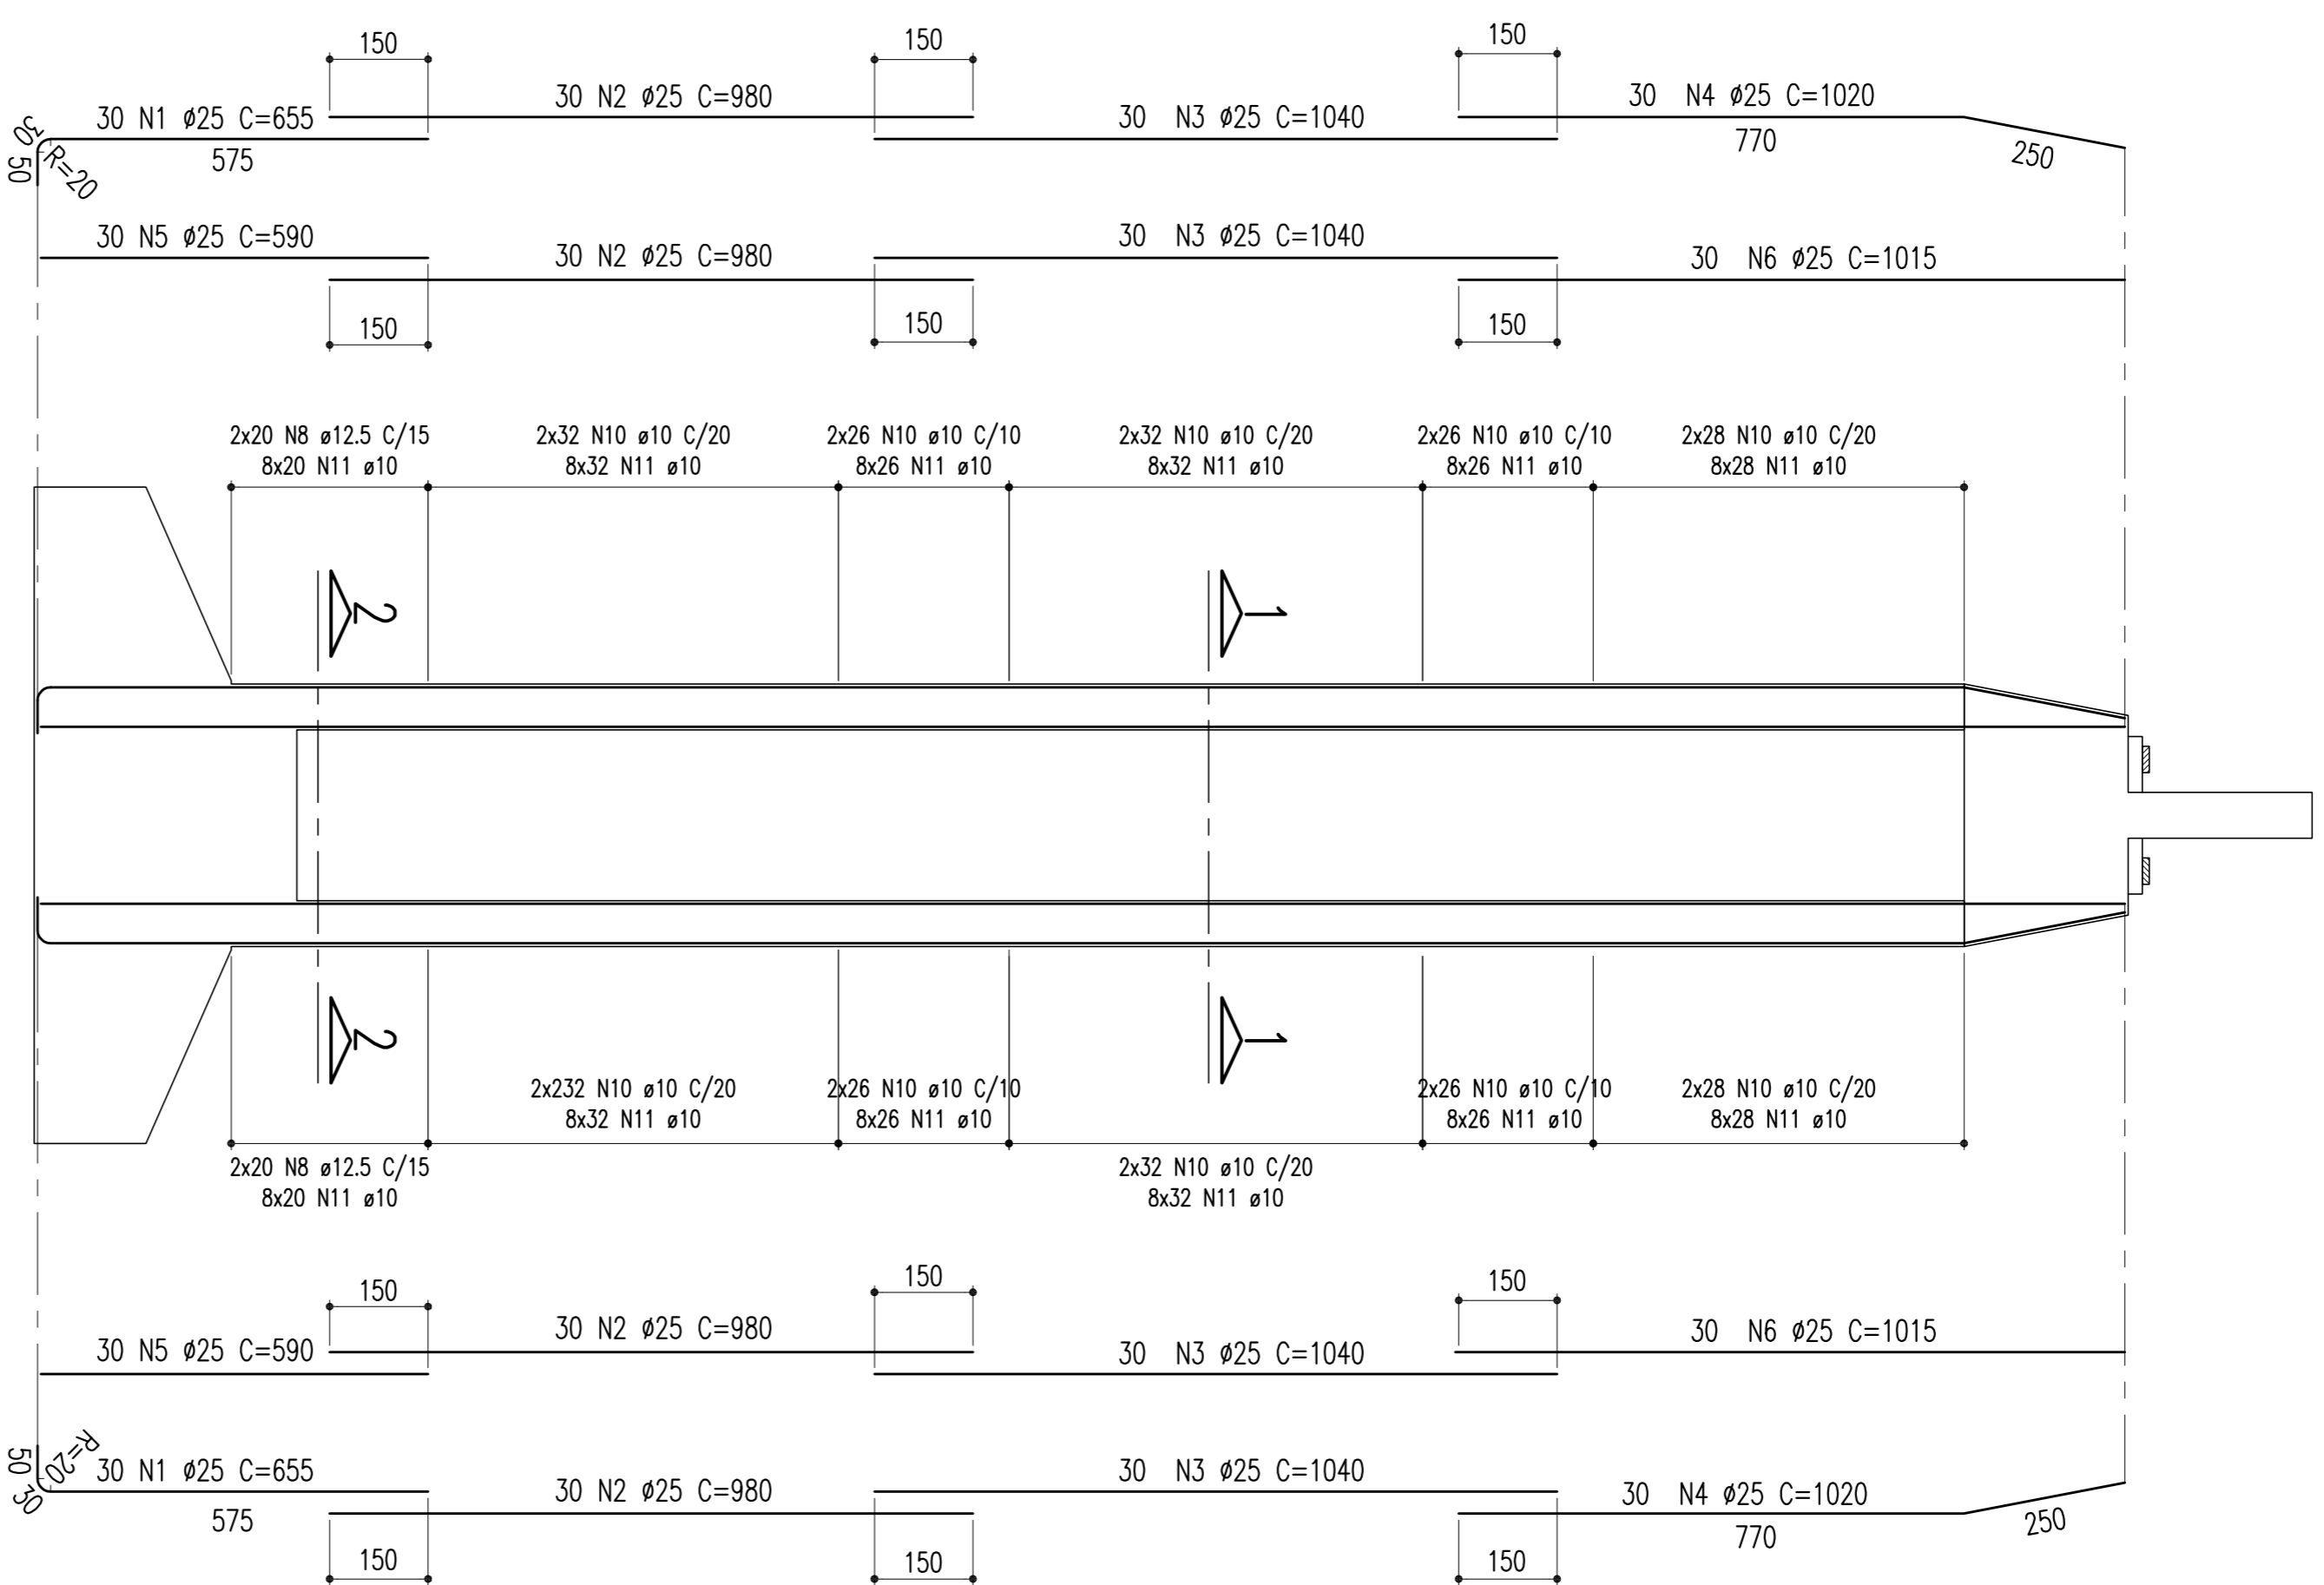 150
150
150
30 N1 ø25 C=655
30 N2 ø25 C=980
30 N3 ø25 C=1040
30 N4 ø25 C=1020
30
50
R=20
575
770
250
30 N5 ø25 C=590
30 N2 ø25 C=980
30 N3 ø25 C=1040
30 N6 ø25 C=1015
150
150
150
2x20 N8 ø12.5 C/15
8x20 N11 ø10
2x32 N10 ø10 C/20
8x32 N11 ø10
2x26 N10 ø10 C/10
8x26 N11 ø10
2x32 N10 ø10 C/20
8x32 N11 ø10
2x26 N10 ø10 C/10
8x26 N11 ø10
2x28 N10 ø10 C/20
8x28 N11 ø10
2
1
2
1
2x232 N10 ø10 C/20
8x32 N11 ø10
2x26 N10 ø10 C/10
8x26 N11 ø10
2x26 N10 ø10 C/10
8x26 N11 ø10
2x28 N10 ø10 C/20
8x28 N11 ø10
2x20 N8 ø12.5 C/15
8x20 N11 ø10
2x32 N10 ø10 C/20
8x32 N11 ø10
150
150
150
30 N5 ø25 C=590
30 N2 ø25 C=980
30 N3 ø25 C=1040
30 N6 ø25 C=1015
50
R=20
30
30 N1 ø25 C=655
30 N2 ø25 C=980
30 N3 ø25 C=1040
30 N4 ø25 C=1020
575
770
250
150
150
150